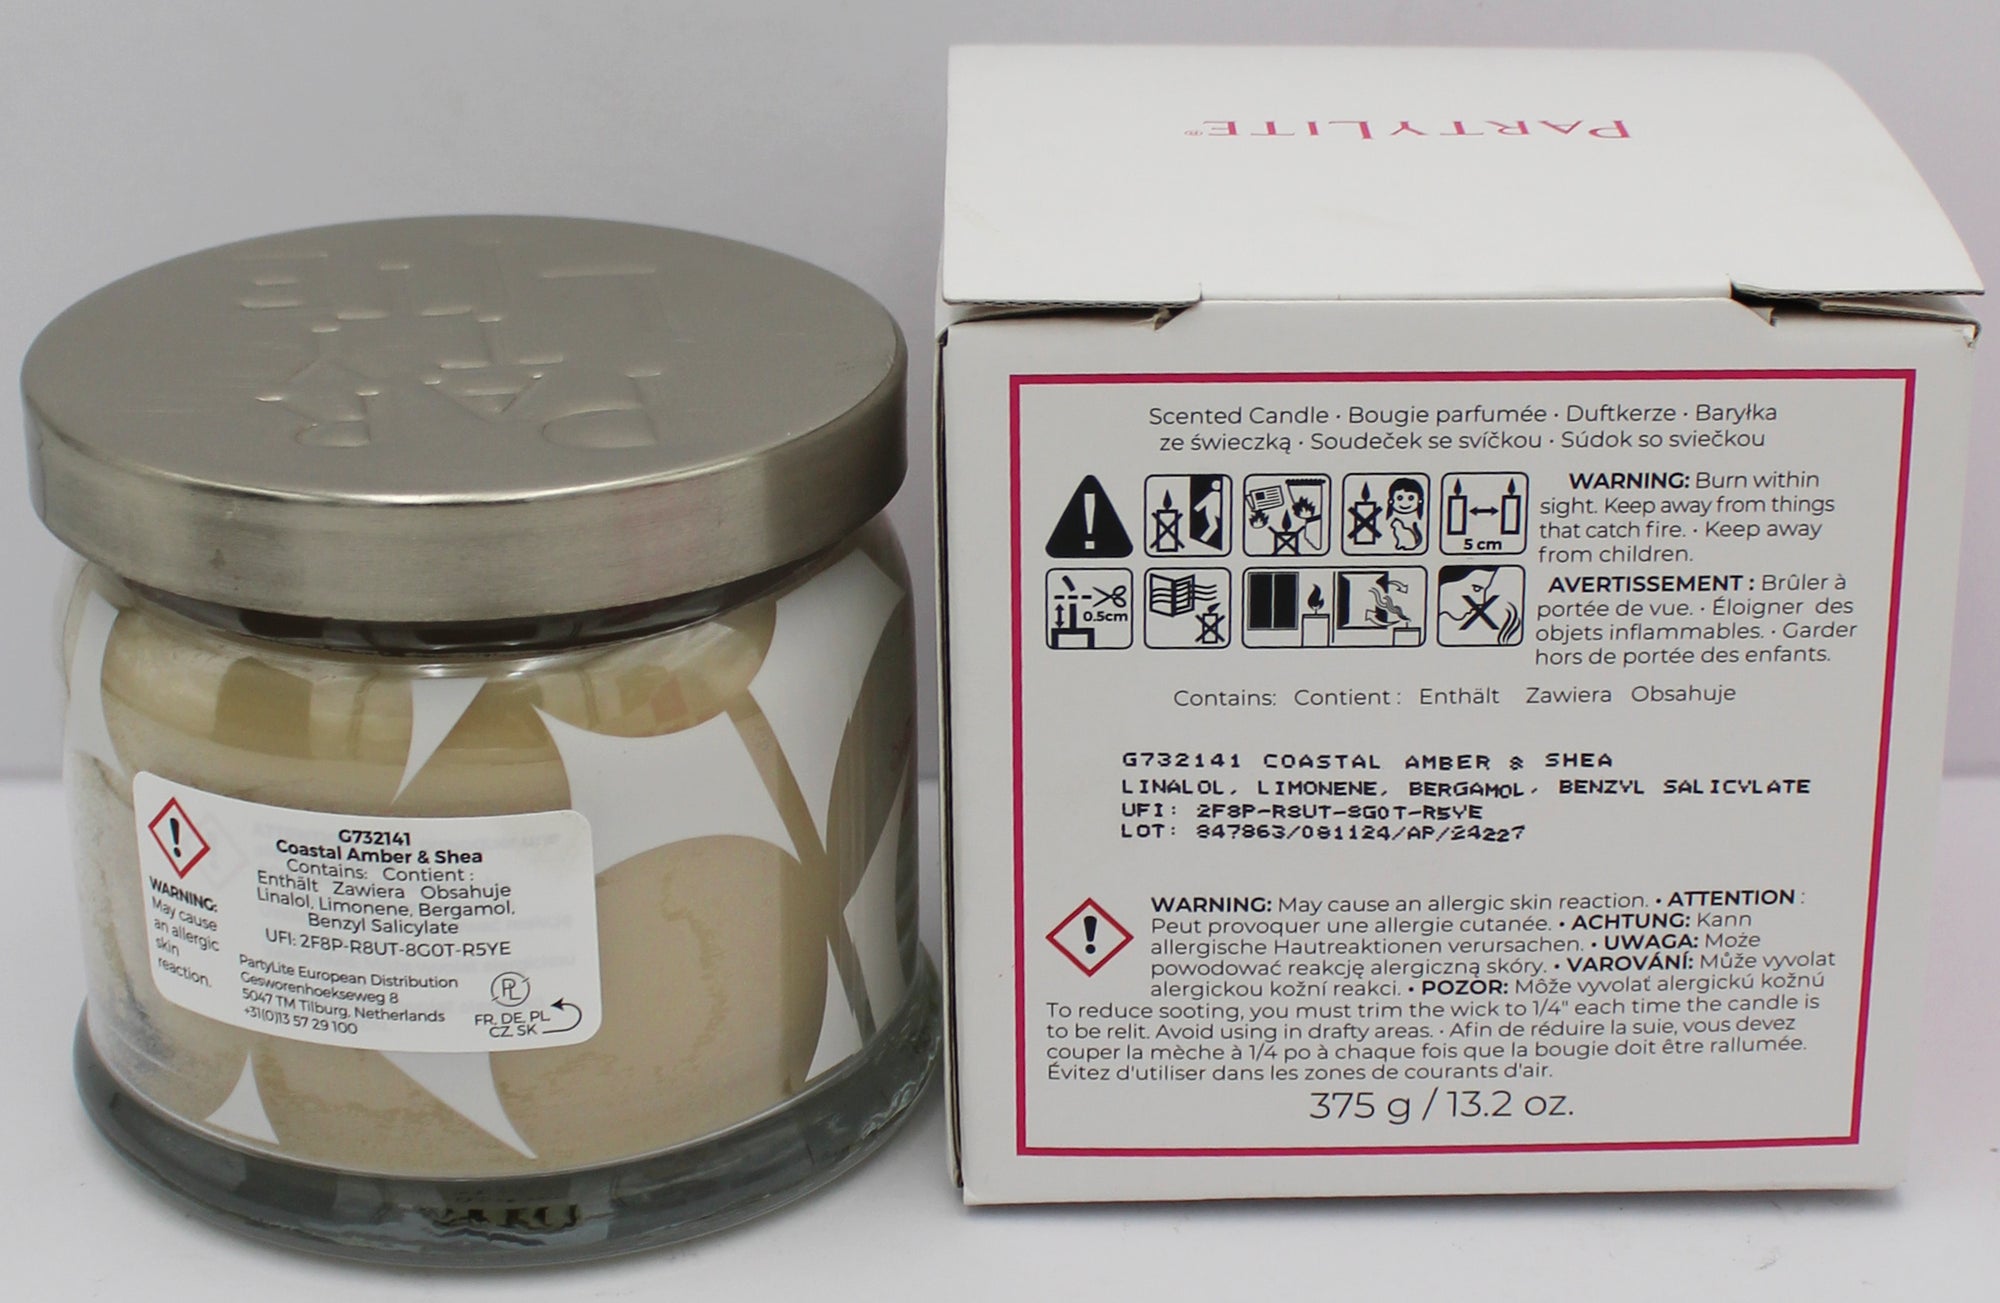 PARTY
LITE
G732141
Coastal Amber & Shea
Contains: Contient :
Enthält Zawiera Obsahuje
Linalol, Limonene, Bergamol,
Benzyl Salicylate
UFI: 2F8P-R8UT-8G0T-R5YE
WARNING:
May cause
an allergic
skin
reaction.
PartyLite European Distribution
Gesworenhoekseweg 8
5047 TM Tilburg, Netherlands
+31(0)13 57 29 100
PL
FR, DE, PL
CZ, SK
PARTYLITE®
Scented Candle · Bougie parfumée · Duftkerze · Baryłka
ze świeczką · Soudeček se svíčkou · Súdok so sviečkou
5 cm
0.5cm
WARNING: Burn within
sight. Keep away from things
that catch fire. · Keep away
from children.
AVERTISSEMENT : Brûler à
portée de vue. · Éloigner des
objets inflammables. · Garder
hors de portée des enfants.
Contains: Contient : Enthält Zawiera Obsahuje
G732141 COASTAL AMBER & SHEA
LINALOL, LIMONENE, BERGAMOL, BENZYL SALICYLATE
UFI: 2F8P-R8UT-8G0T-R5YE
LOT: 847863/081124/AP/24227
WARNING: May cause an allergic skin reaction. • ATTENTION :
Peut provoquer une allergie cutanée. • ACHTUNG: Kann
allergische Hautreaktionen verursachen. • UWAGA: Może
powodować reakcję alergiczną skóry. • VAROVÁNÍ: Může vyvolat
alergickou kožní reakci. • POZOR: Môže vyvolať alergickú kožnú
To reduce sooting, you must trim the wick to 1/4" each time the candle is
to be relit. Avoid using in drafty areas. · Afin de réduire la suie, vous devez
couper la mèche à 1/4 po à chaque fois que la bougie doit être rallumée.
Évitez d'utiliser dans les zones de courants d'air.
375 g / 13.2 oz.